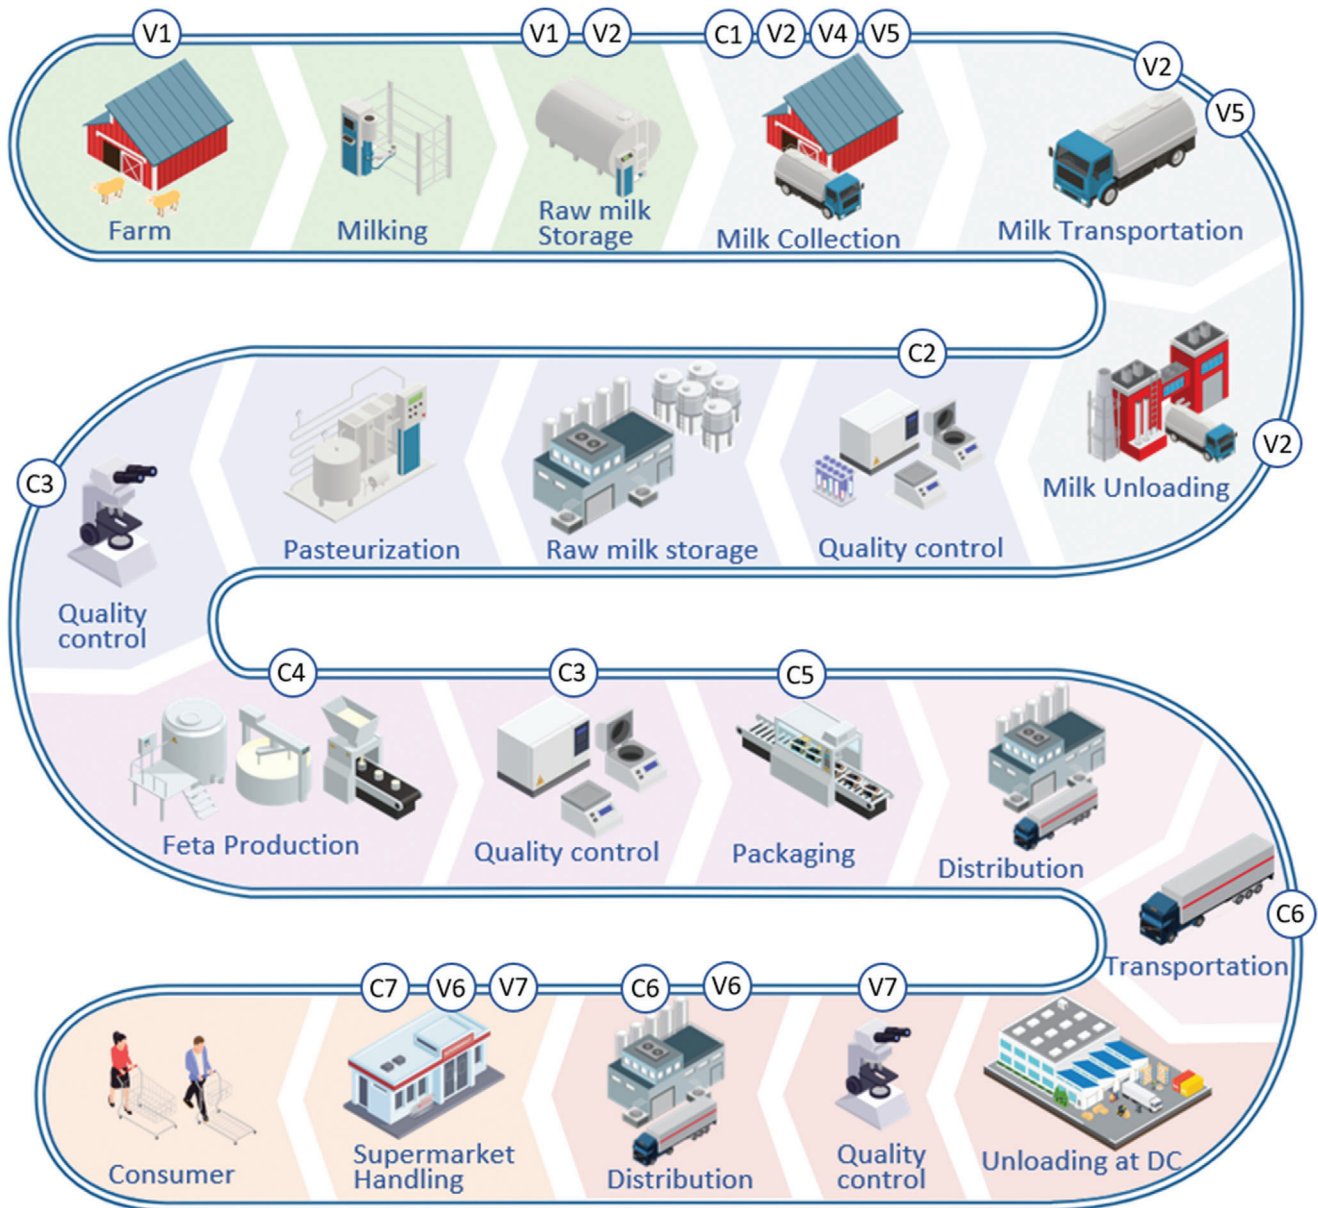 V1
V1
V2
C1
V2
V4
V5
V2
V5
Farm
Milking
Raw milk
Storage
Milk Collection
Milk Transportation
C2
V2
C3
Milk Unloading
Quality control
Raw milk storage
Pasteurization
Quality
control
C4
C3
C5
Feta Production
Quality control
Packaging
Distribution
C6
Transportation
C7
V6
V7
C6
V6
V7
Unloading at DC
Quality
control
Distribution
Supermarket
Handling
Consumer